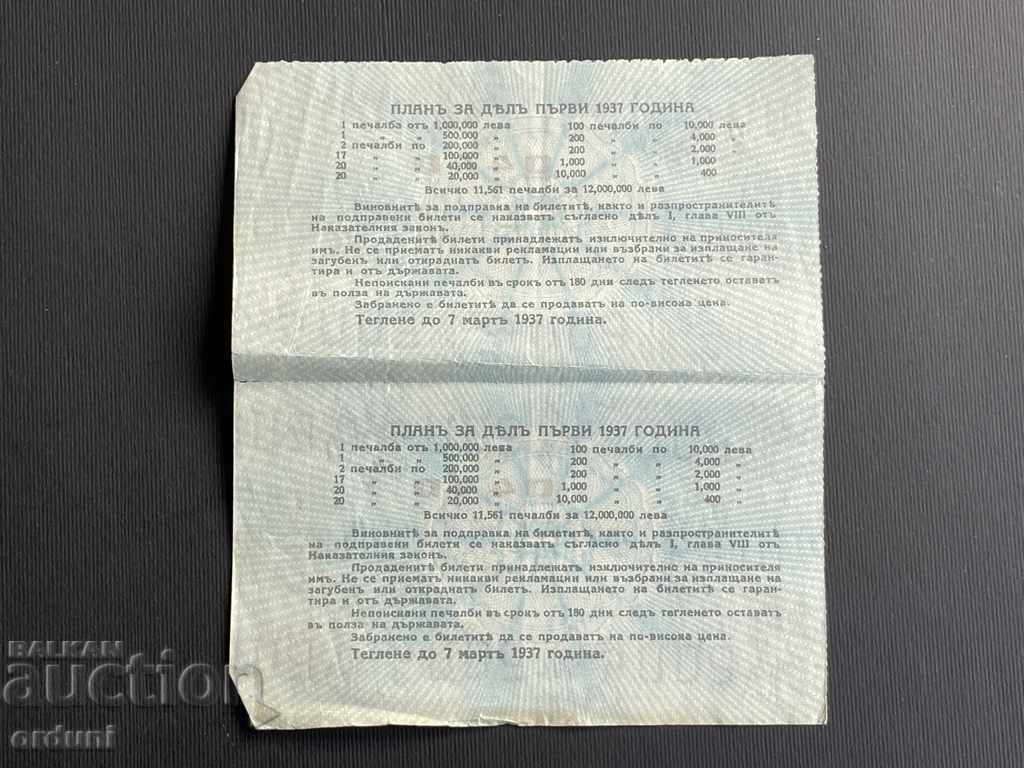 ПЛАНЪ ЗА ДѢЛЪ ПЪРВИ 1937 ГОДИНА
1 печалба отъ 1,000,000 лева 100 печалби по 10,000 лева
1 „ „ 500,000 „ 200 „ „ 4,000 „
2 печалби по 200,000 „ 200 „ „ 2,000 „
17 „ „ 100,000 „ 1,000 „ „ 1,000 „
20 „ „ 40,000 „ 10,000 „ „ 400 „
20 „ „ 20,000 „
Всичко 11,561 печалби за 12,000,000 лева
Виновнитѣ за подправка на билетитѣ, както и разпространителитѣ
на подправени билети се наказватъ съгласно дѣлъ I, глава VIII отъ
Наказателния законъ.
Продаденитѣ билети принадлежатъ изключително на приносителя
имъ. Не се приематъ никакви рекламации или възбрани за изплащане на
загубенъ или откраднатъ билетъ. Изплащането на билетитѣ се гаран-
тира и отъ държавата.
Непоискани печалби въ срокъ отъ 180 дни следъ тегленето оставатъ
въ полза на държавата.
Забранено е билетитѣ да се продаватъ на по-висока цена.
Теглене до 7 мартъ 1937 година.
ПЛАНЪ ЗА ДѢЛЪ ПЪРВИ 1937 ГОДИНА
1 печалба отъ 1,000,000 лева 100 печалби по 10,000 лева
1 „ „ 500,000 „ 200 „ „ 4,000 „
2 печалби по 200,000 „ 200 „ „ 2,000 „
17 „ „ 100,000 „ 1,000 „ „ 1,000 „
20 „ „ 40,000 „ 10,000 „ „ 400 „
20 „ „ 20,000 „
Всичко 11,561 печалби за 12,000,000 лева
Виновнитѣ за подправка на билетитѣ, както и разпространителитѣ
на подправени билети се наказватъ съгласно дѣлъ I, глава VIII отъ
Наказателния законъ.
Продаденитѣ билети принадлежатъ изключително на приносителя
имъ. Не се приематъ никакви рекламации или възбрани за изплащане на
загубенъ или откраднатъ билетъ. Изплащането на билетитѣ се гаран-
тира и отъ държавата.
Непоискани печалби въ срокъ отъ 180 дни следъ тегленето оставатъ
въ полза на държавата.
Забранено е билетитѣ да се продаватъ на по-висока цена.
Теглене до 7 мартъ 1937 година.
BALKAN
auction
orduni